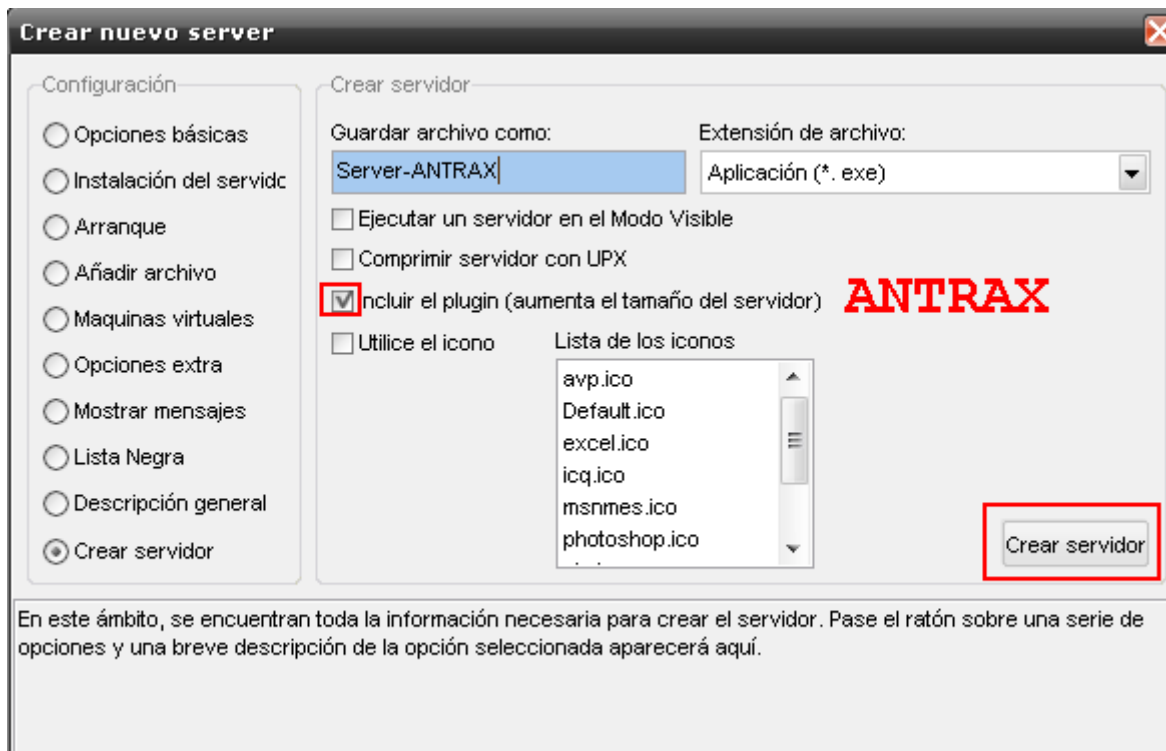 Crear nuevo server
Configuración
Opciones básicas
Instalación del servidc
Arranque
Añadir archivo
Maquinas virtuales
Opciones extra
Mostrar mensajes
Lista Negra
Descripción general
Crear servidor
Crear servidor
Guardar archivo como:
Extensión de archivo:
Server-ANTRAX
Aplicación (*. exe)
Ejecutar un servidor en el Modo Visible
Comprimir servidor con UPX
ncluir el plugin (aumenta el tamaño del servidor)
ANTRAX
Utilice el icono
Lista de los iconos
avp.ico
Default.ico
excel.ico
icq.ico
msnmes.ico
photoshop.ico
Crear servidor
En este ámbito, se encuentran toda la información necesaria para crear el servidor. Pase el ratón sobre una serie de
opciones y una breve descripción de la opción seleccionada aparecerá aquí.